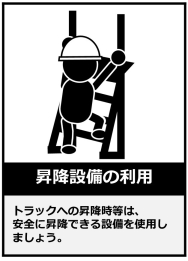 昇降設備の利用
トラックへの昇降時等は、
安全に昇降できる設備を使用し
ましょう。